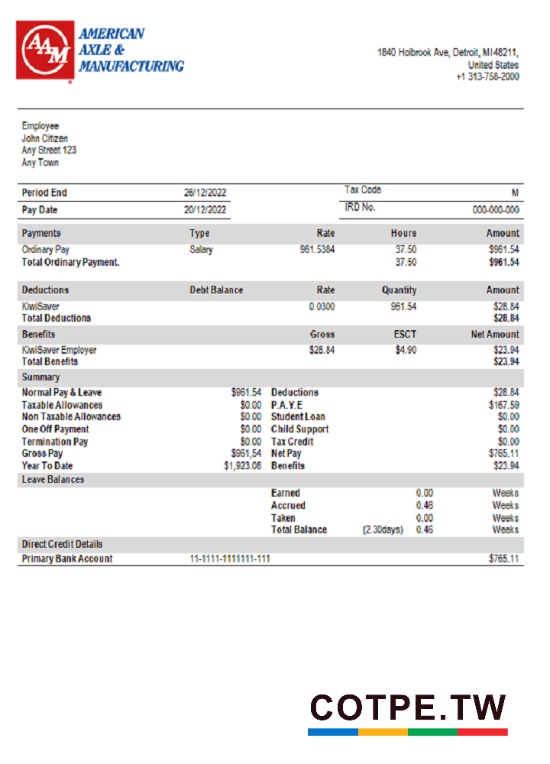 AAM
AMERICAN
AXLE &
MANUFACTURING
1840 Holbrook Ave, Detroit, MI 48211,
United States
+1 313-758-2000
Employee
John Citizen
Any Street 123
Any Town
Period End 26/12/2022 Tax Code M
Pay Date 20/12/2022 IRD No. 000-000-000
Payments Type Rate Hours Amount
Ordinary Pay Salary 961.5384 37.50 $961.54
Total Ordinary Payment. 37.50 $961.54
Deductions Debt Balance Rate Quantity Amount
KiwiSaver 0.0300 961.54 $28.84
Total Deductions $28.84
Benefits Gross ESCT Net Amount
KiwiSaver Employer $28.84 $4.90 $23.94
Total Benefits $23.94
Summary
Normal Pay & Leave $961.54 Deductions $28.84
Taxable Allowances $0.00 P.A.Y.E $167.59
Non Taxable Allowances $0.00 Student Loan $0.00
One Off Payment $0.00 Child Support $0.00
Termination Pay $0.00 Tax Credit $0.00
Gross Pay $961,54 Net Pay $765.11
Year To Date $1,923.08 Benefits $23.94
Leave Balances
Earned 0.00 Weeks
Accrued 0.46 Weeks
Taken 0.00 Weeks
Total Balance (2.30days) 0.46 Weeks
Direct Credit Details
Primary Bank Account 11-1111-1111111-111 $765.11
COTPE.TW